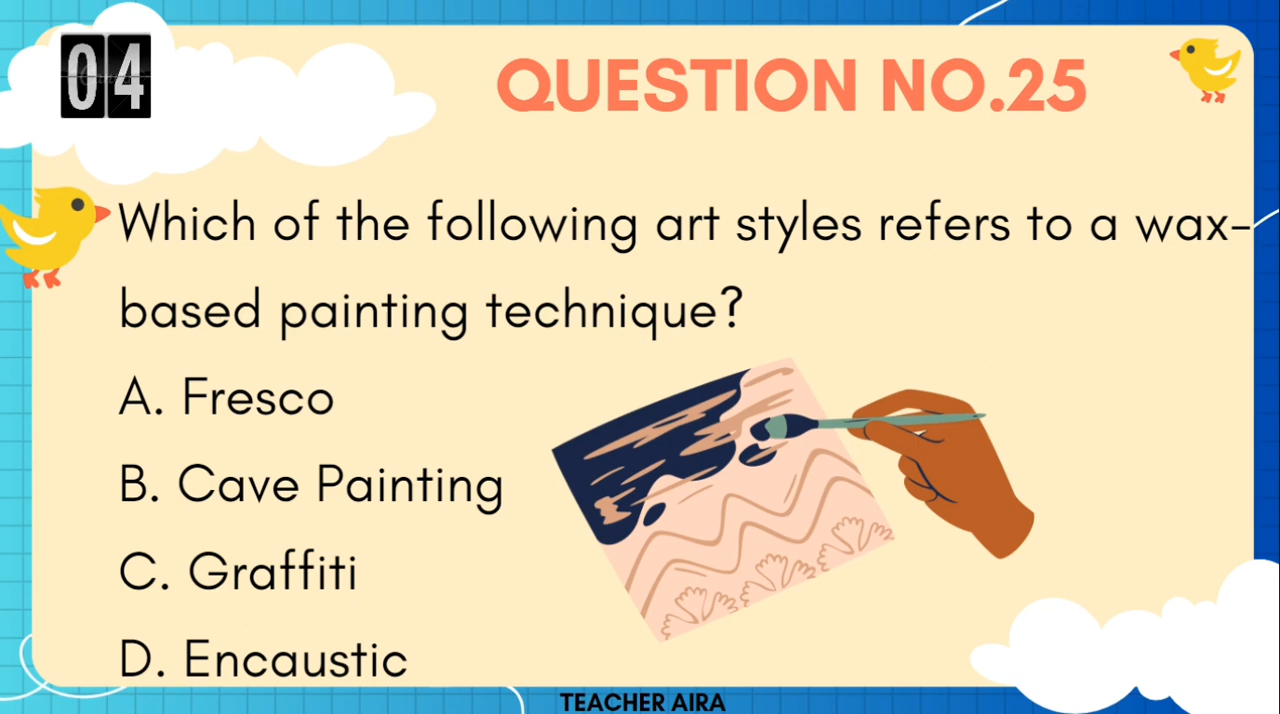 04
QUESTION NO.25
Which of the following art styles refers to a wax-
based painting technique?
A. Fresco
B. Cave Painting
C. Graffiti
D. Encaustic
TEACHER AIRA